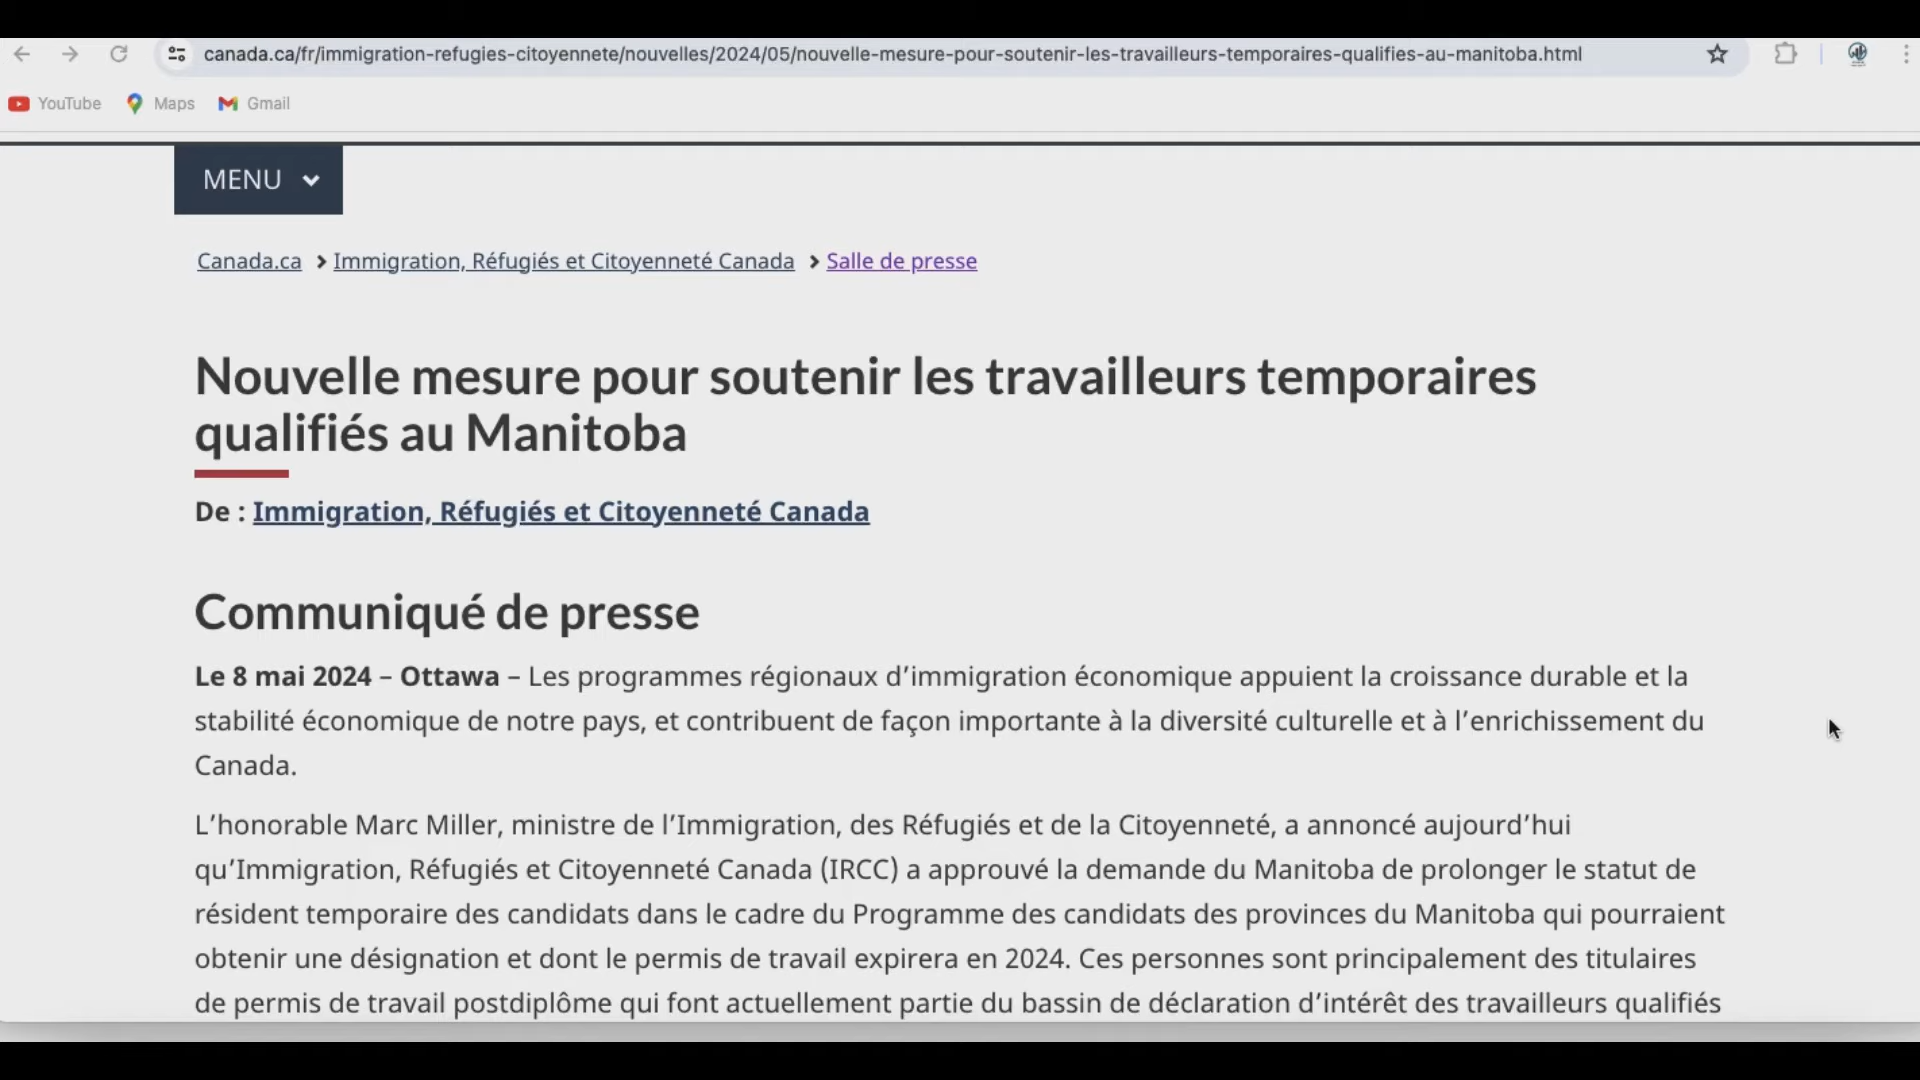 canada.ca/fr/immigration-refugies-citoyennete/nouvelles/2024/05/nouvelle-mesure-pour-soutenir-les-travailleurs-temporaires-qualifies-au-manitoba.html
YouTube Maps Gmail
MENU
Canada.ca > Immigration, Réfugiés et Citoyenneté Canada > Salle de presse
Nouvelle mesure pour soutenir les travailleurs temporaires
qualifiés au Manitoba
De : Immigration, Réfugiés et Citoyenneté Canada
Communiqué de presse
Le 8 mai 2024 – Ottawa – Les programmes régionaux d’immigration économique appuient la croissance durable et la
stabilité économique de notre pays, et contribuent de façon importante à la diversité culturelle et à l’enrichissement du
Canada.
L’honorable Marc Miller, ministre de l’Immigration, des Réfugiés et de la Citoyenneté, a annoncé aujourd’hui
qu’Immigration, Réfugiés et Citoyenneté Canada (IRCC) a approuvé la demande du Manitoba de prolonger le statut de
résident temporaire des candidats dans le cadre du Programme des candidats des provinces du Manitoba qui pourraient
obtenir une désignation et dont le permis de travail expirera en 2024. Ces personnes sont principalement des titulaires
de permis de travail postdiplôme qui font actuellement partie du bassin de déclaration d’intérêt des travailleurs qualifiés